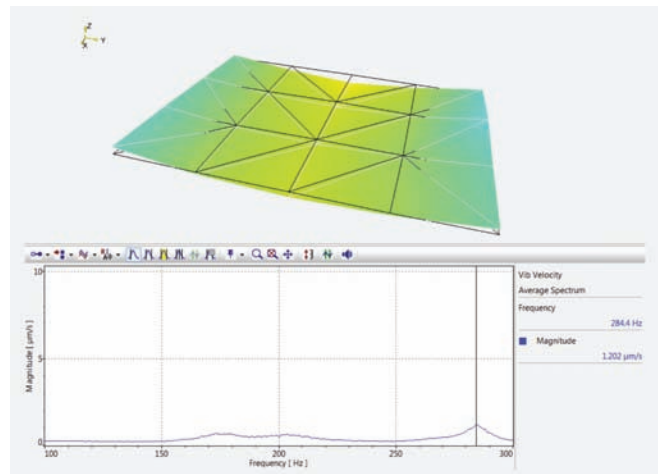 Z
Y
X
Vib Velocity
Average Spectrum
Frequency
284.4 Hz
Magnitude
1.202 µm/s
Magnitude [ µm/s ]
10
5
0
100 150 200 250 300
Frequency [ Hz ]